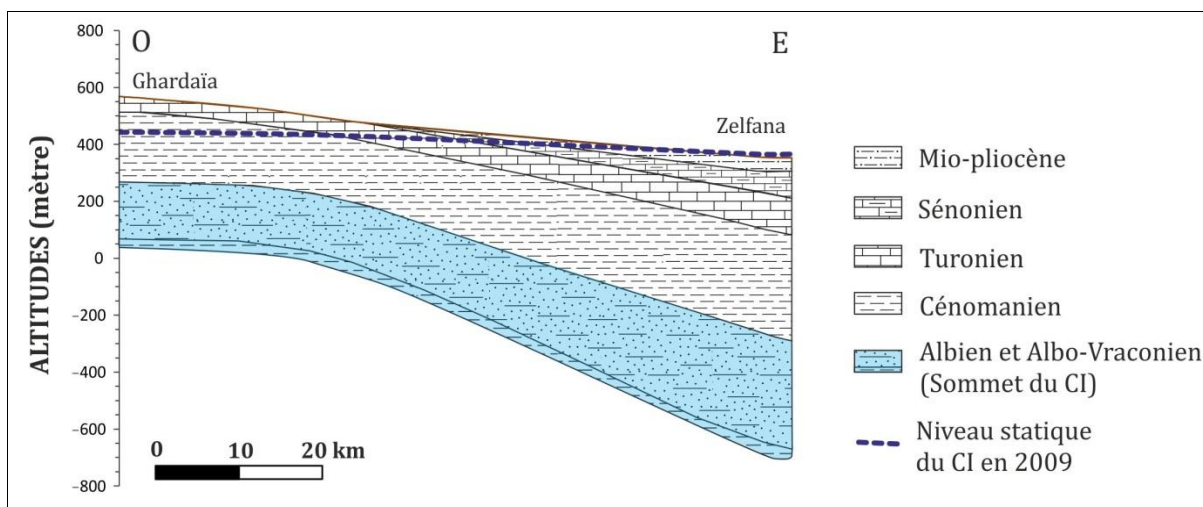 O
E
Ghardaïa
Zelfana
ALTITUDES (mètre)
800
600
400
200
0
–200
–400
–600
–800
0 10 20 km
Mio-pliocène
Sénonien
Turonien
Cénomanien
Albien et Albo-Vraconien
(Sommet du CI)
Niveau statique
du CI en 2009